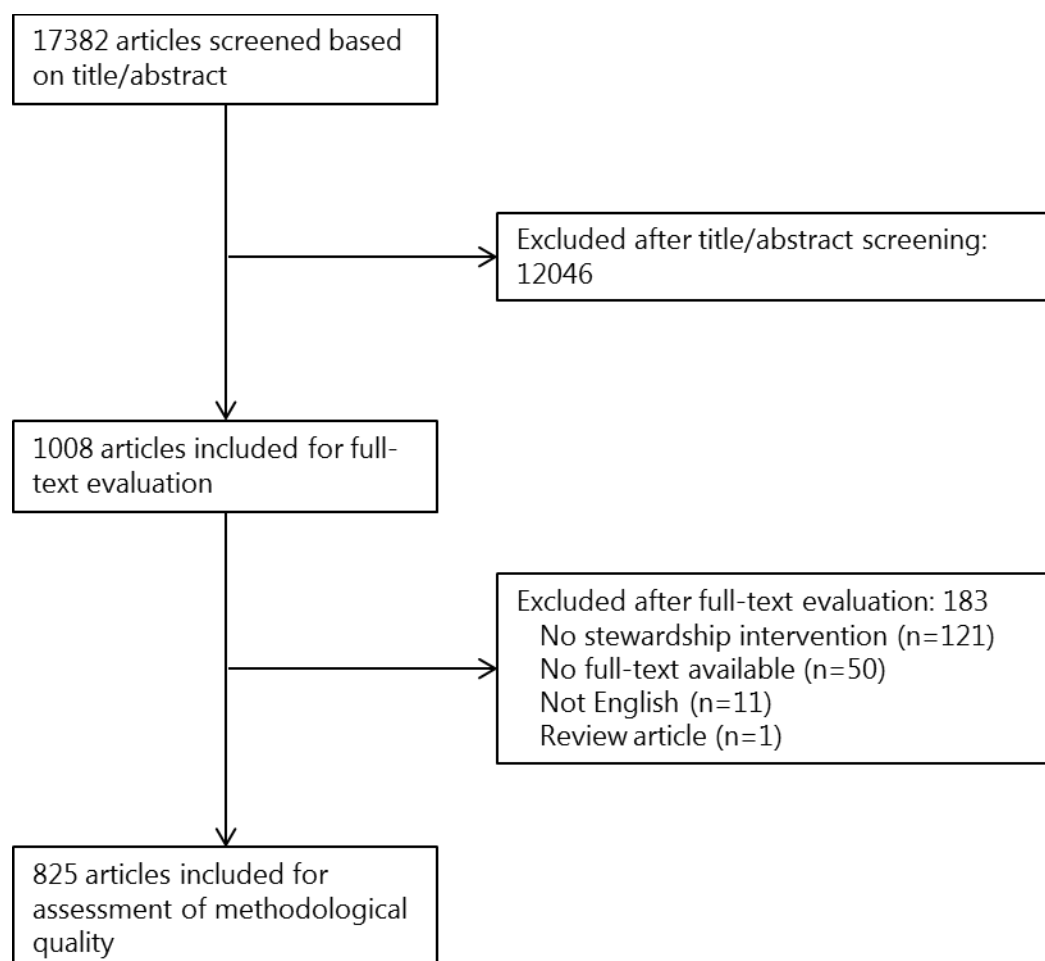 17382 articles screened based
on title/abstract
Excluded after title/abstract screening:
12046
1008 articles included for full-
text evaluation
Excluded after full-text evaluation: 183
No stewardship intervention (n=121)
No full-text available (n=50)
Not English (n=11)
Review article (n=1)
825 articles included for
assessment of methodological
quality